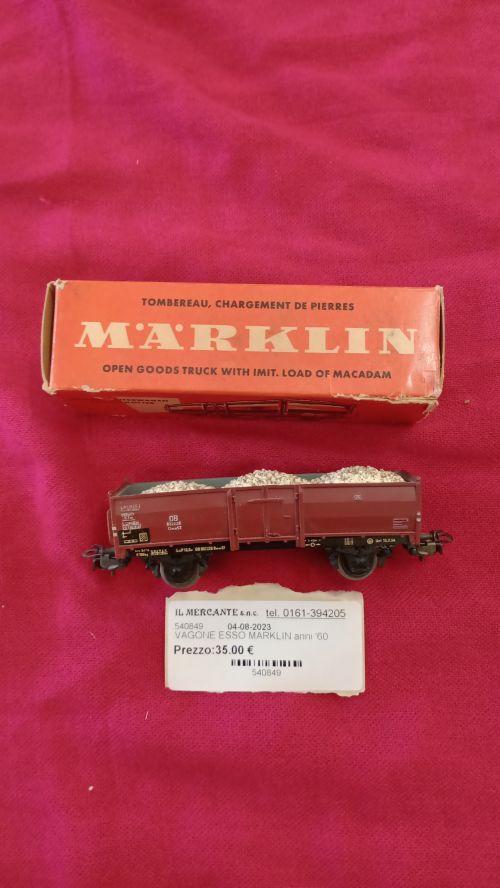 TOMBEREAU, CHARGEMENT DE PIERRES
MÄRKLIN
OPEN GOODS TRUCK WITH IMIT. LOAD OF MACADAM
DB
IL MERCANTE s.n.c. tel. 0161-394205
540849 04-08-2023
VAGONE ESSO MARKLIN anni '60
Prezzo:35.00 €
540849